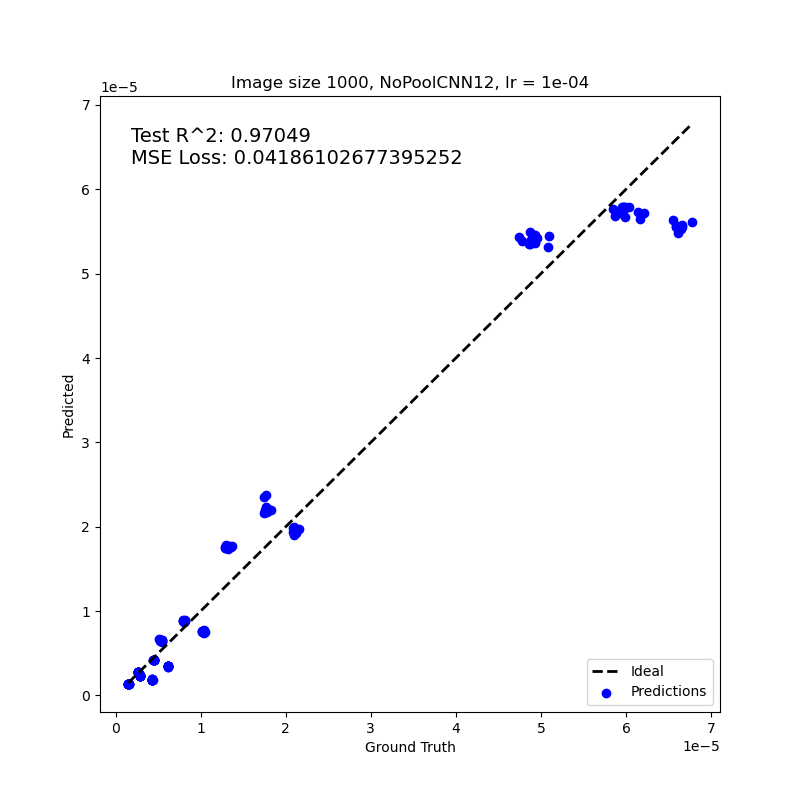 Image size 1000, NoPoolCNN12, lr = 1e-04
1e−5
Test R^2: 0.97049
MSE Loss: 0.04186102677395252
7
6
5
4
3
2
1
0
Predicted
Ideal
Predictions
0 1 2 3 4 5 6 7
Ground Truth
1e−5